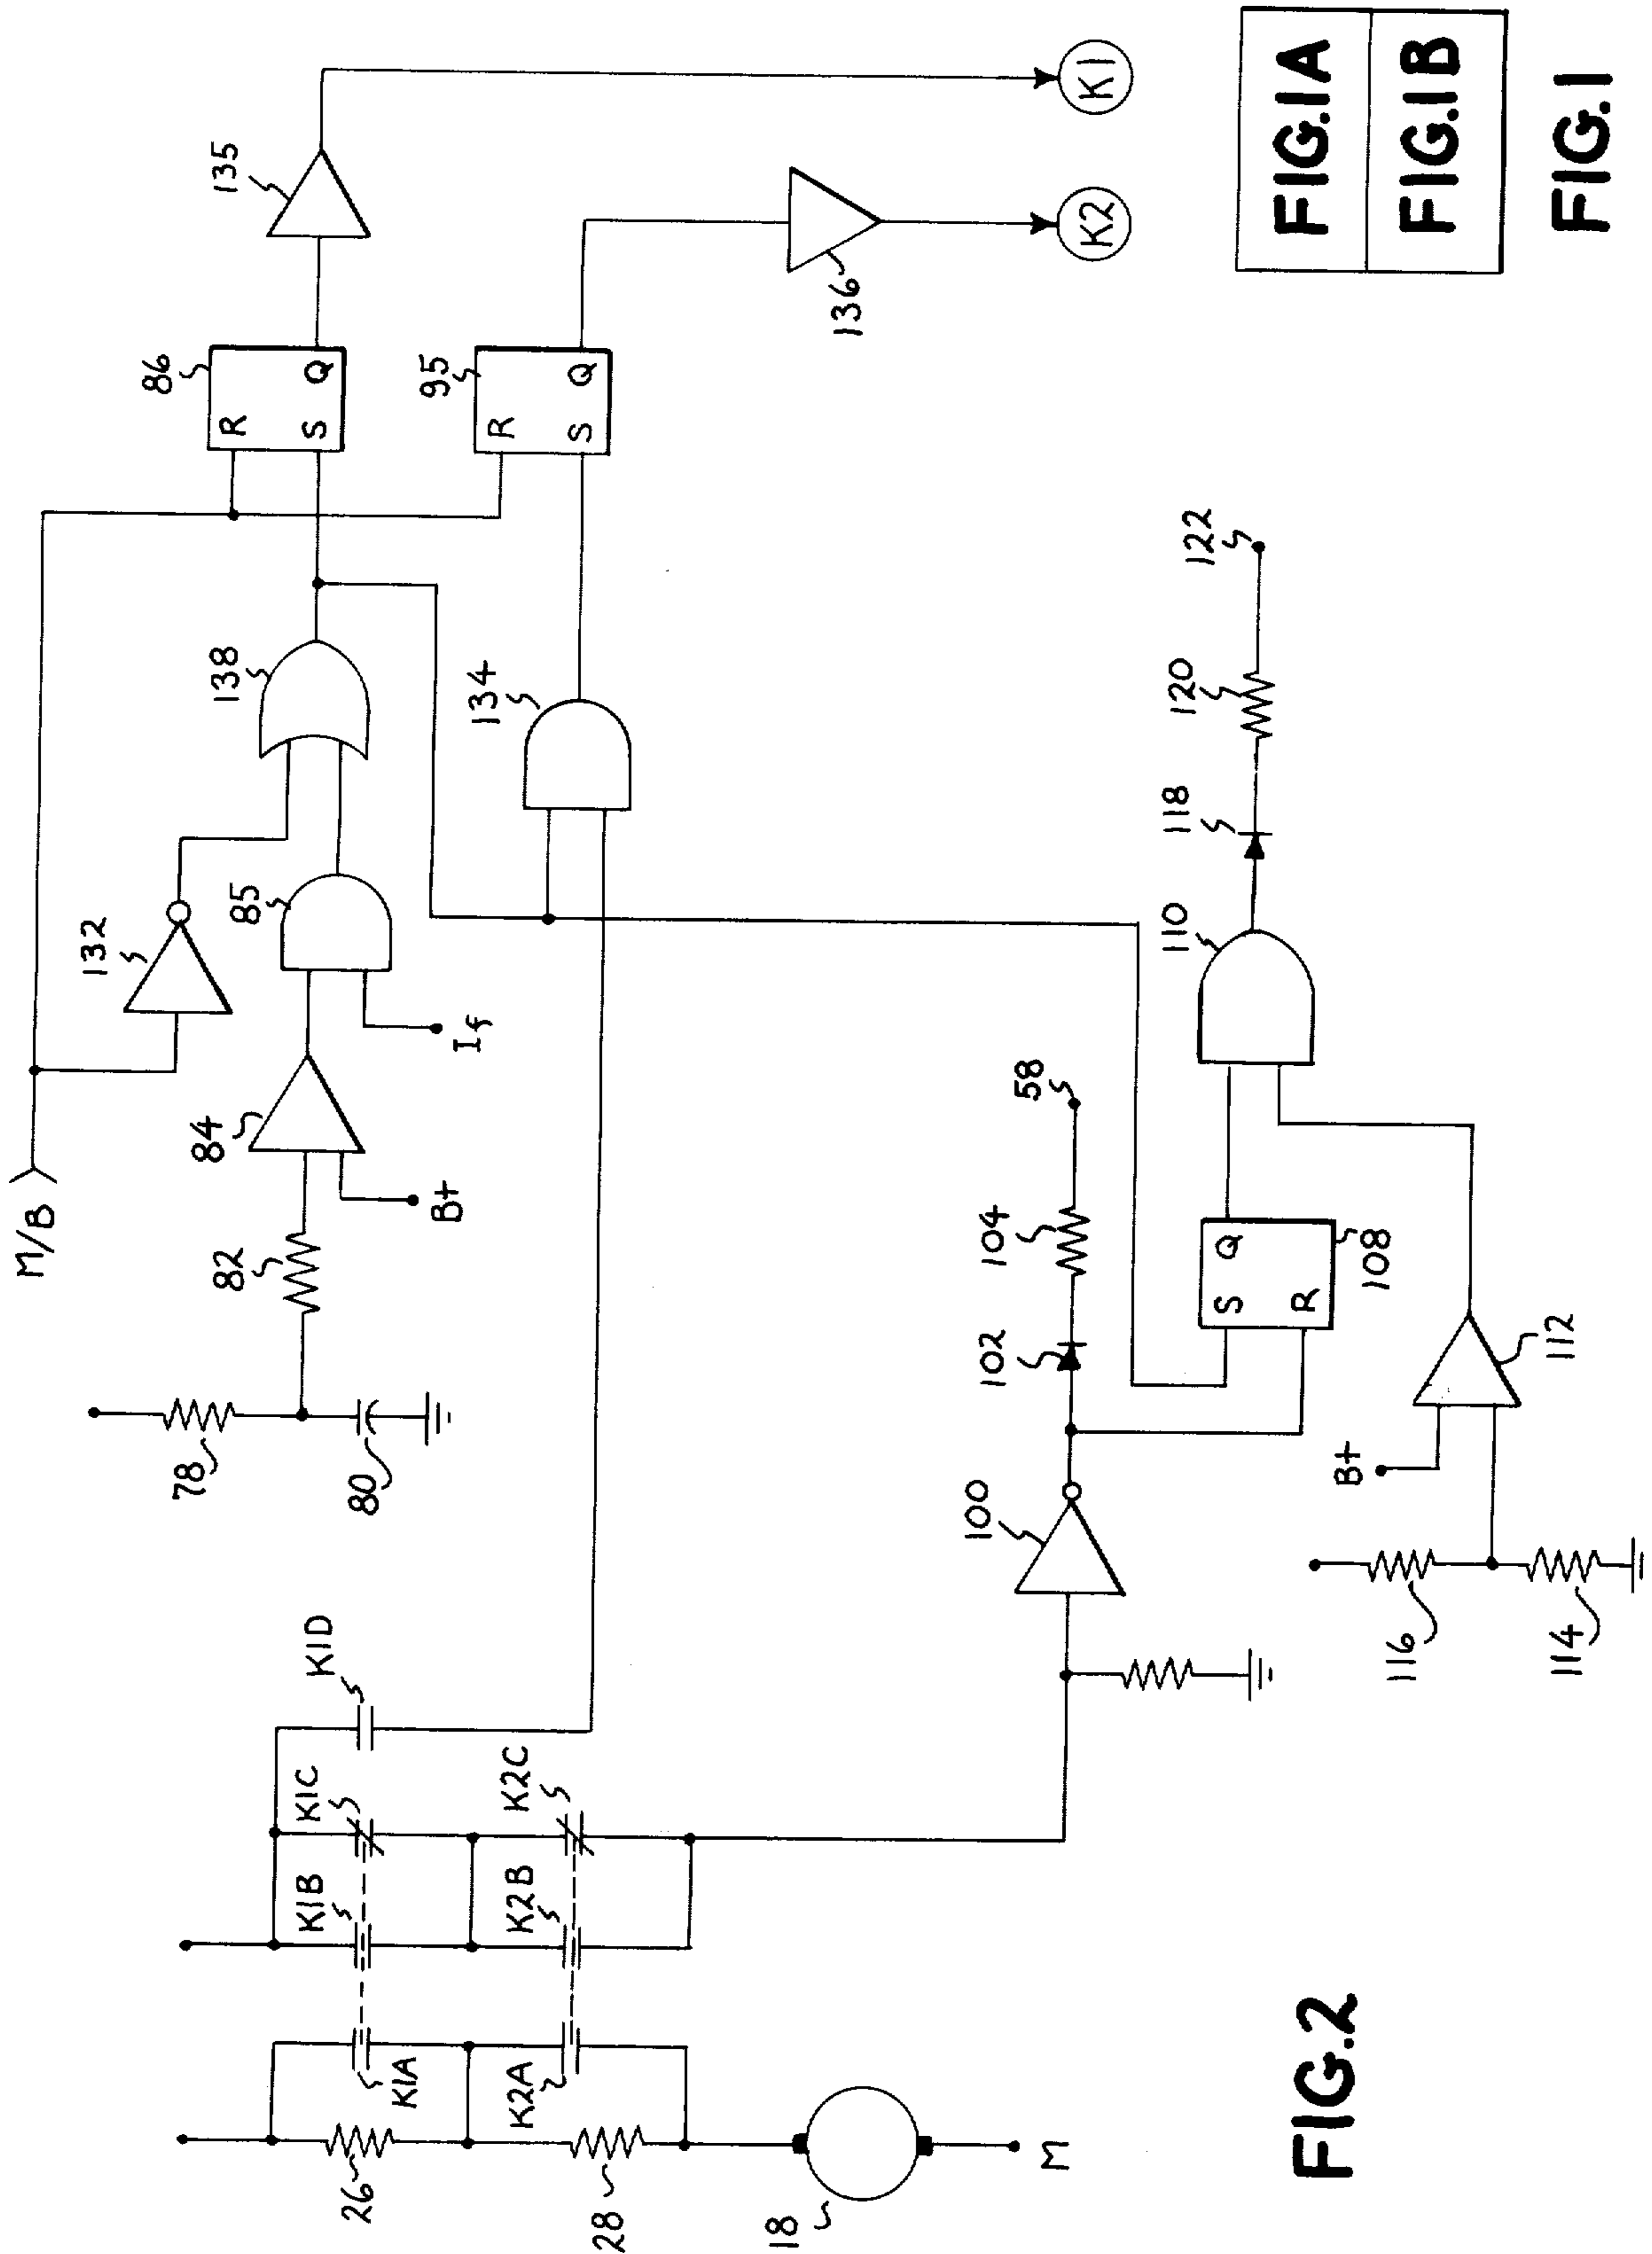 M/B
132
138
86
R
S
Q
135
78
80
82
84
B+
85
If
134
95
R
S
Q
136
K1
K2
26
28
18
M
K1A
K2A
K1B
K2B
K1C
K2C
K1D
100
102
104
58
S
R
Q
108
110
118
120
122
112
B+
116
114
FIG.2
FIG.1A
FIG.1B
FIG.1